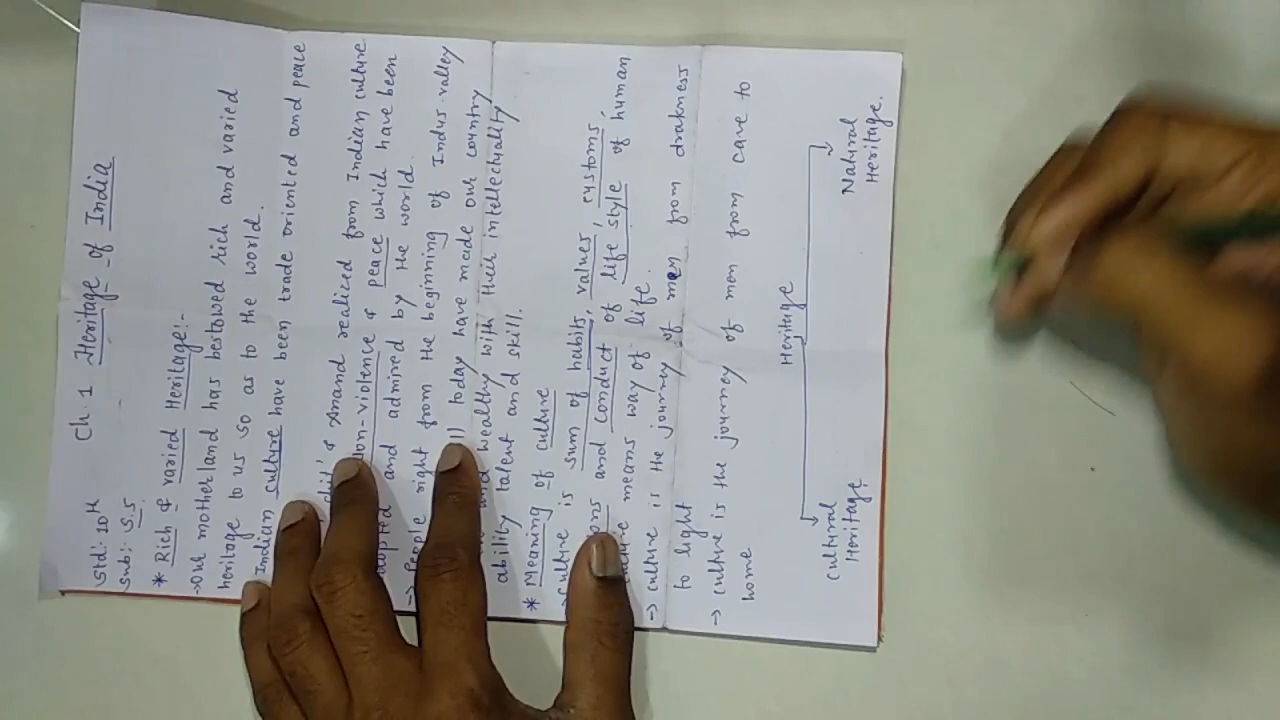 Std: 10th Ch. 1 Heritage of India
Sub: S.S
* Rich & varied Heritage:-
→ Our motherland has bestowed rich and varied
heritage to us so as to the world.
Indian culture have been trade oriented and peace
& Anand realized from Indian culture
non-violence & peace which have been
adopted and admired by the world.
→ People right from the beginning of Indus-valley
today have made our country
and wealthy with their intellectuality
ability talent and skill.
* Meaning of culture
→ Culture is sum of habits, values, customs,
and conduct of life style of human
culture means way of life.
→ culture is the journey of men from drakness
to light
→ culture is the journey of men from cave to
home
Heritage
Cultural Heritage
Natural Heritage.